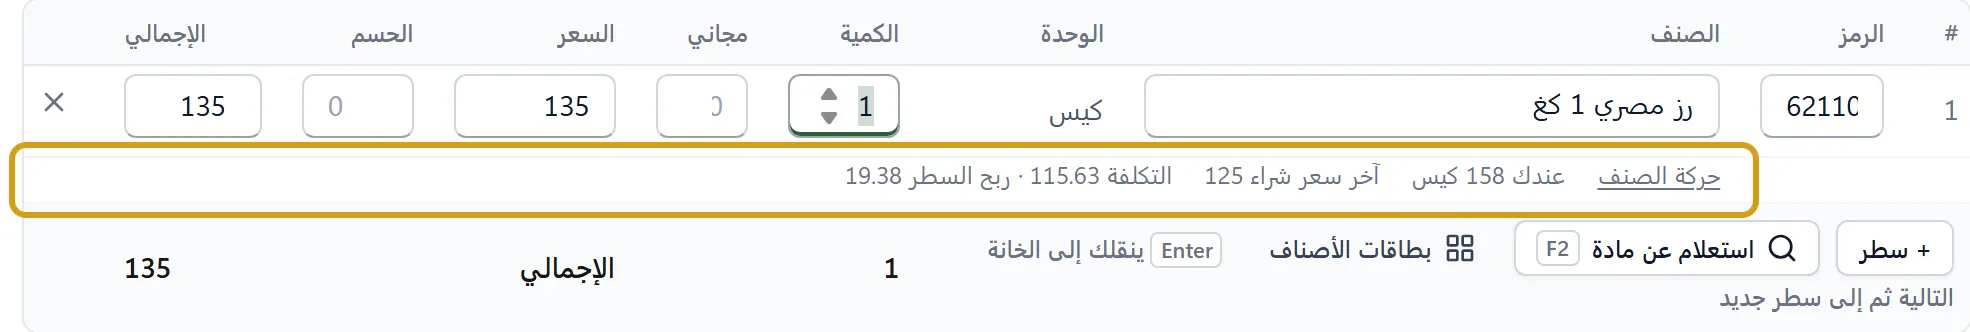 # الرمز الصنف الوحدة الكمية مجاني السعر الحسم الإجمالي
1 62110 رز مصري 1 كغ كيس 1 0 135 0 135
حركة الصنف عندك 158 كيس آخر سعر شراء 125 التكلفة 115.63 · ربح السطر 19.38
+ سطر استعلام عن مادة F2 بطاقات الأصناف Enter ينقلك إلى الخانة
التالية ثم إلى سطر جديد
1 الإجمالي 135